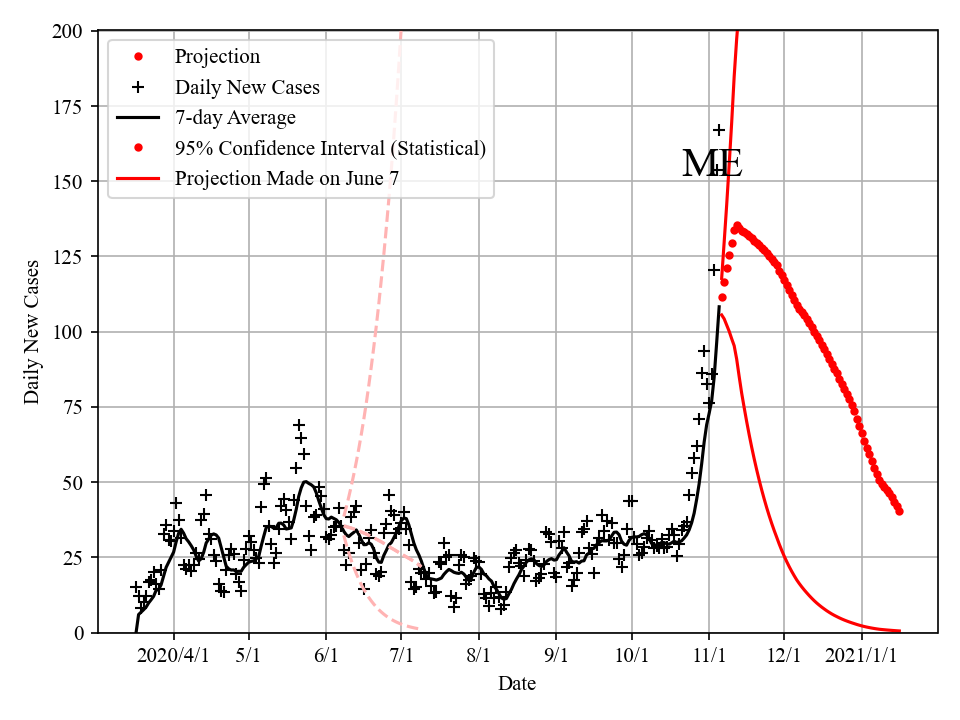 200
175
150
125
100
75
50
25
0
Daily New Cases
Projection
Daily New Cases
7-day Average
95% Confidence Interval (Statistical)
Projection Made on June 7
ME
2020/4/1 5/1 6/1 7/1 8/1 9/1 10/1 11/1 12/1 2021/1/1
Date